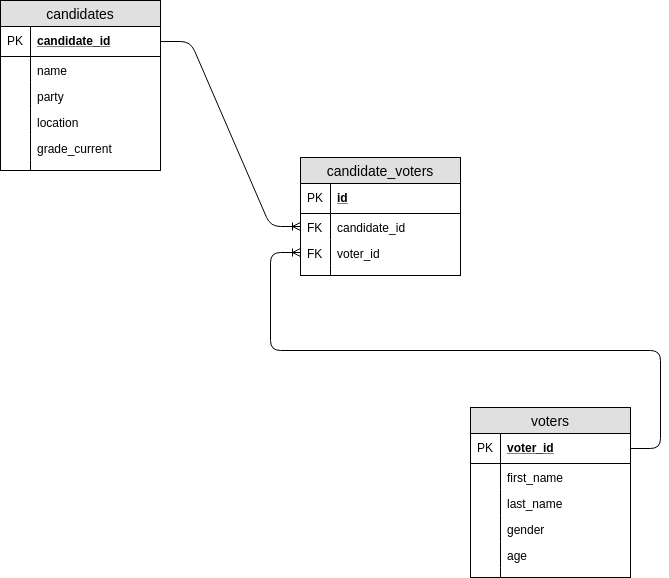 candidates
PK candidate_id
name
party
location
grade_current
candidate_voters
PK id
FK candidate_id
FK voter_id
voters
PK voter_id
first_name
last_name
gender
age